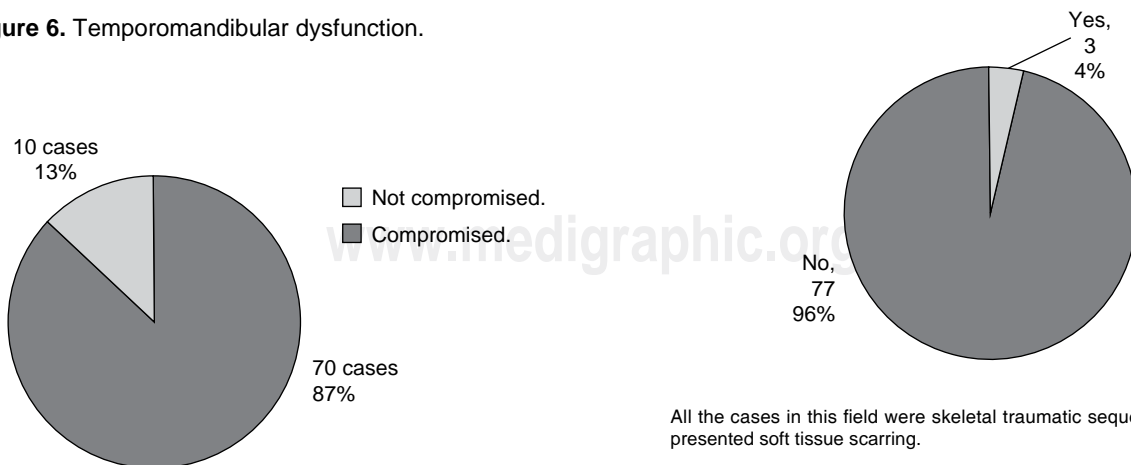 gure 6. Temporomandibular dysfunction.
10 cases
13%
Not compromised.
Compromised.
70 cases
87%
www.medigraphic.org
Yes,
3
4%
No,
77
96%
All the cases in this field were skeletal traumatic seque
presented soft tissue scarring.